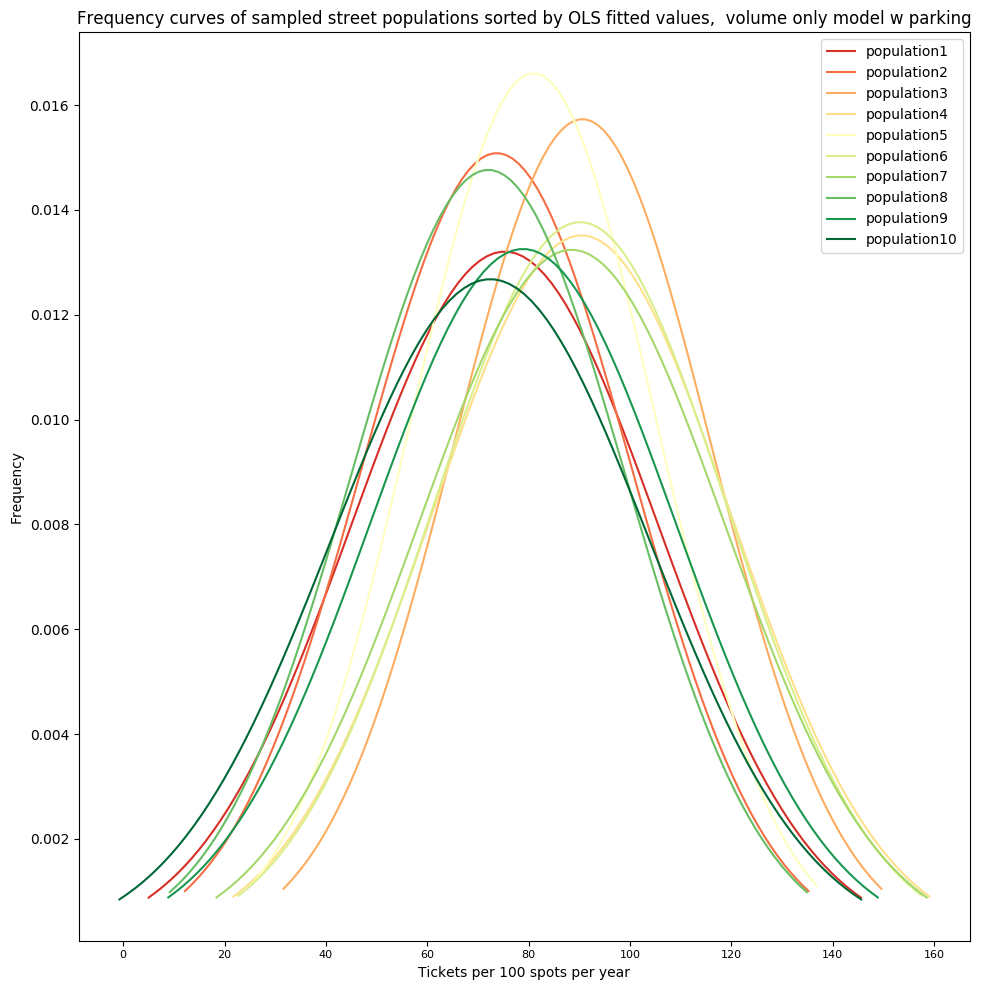 Frequency curves of sampled street populations sorted by OLS fitted values,  volume only model w parking
population1
population2
population3
population4
population5
population6
population7
population8
population9
population10
0.016
0.014
0.012
0.010
0.008
0.006
0.004
0.002
Frequency
0 20 40 60 80 100 120 140 160
Tickets per 100 spots per year